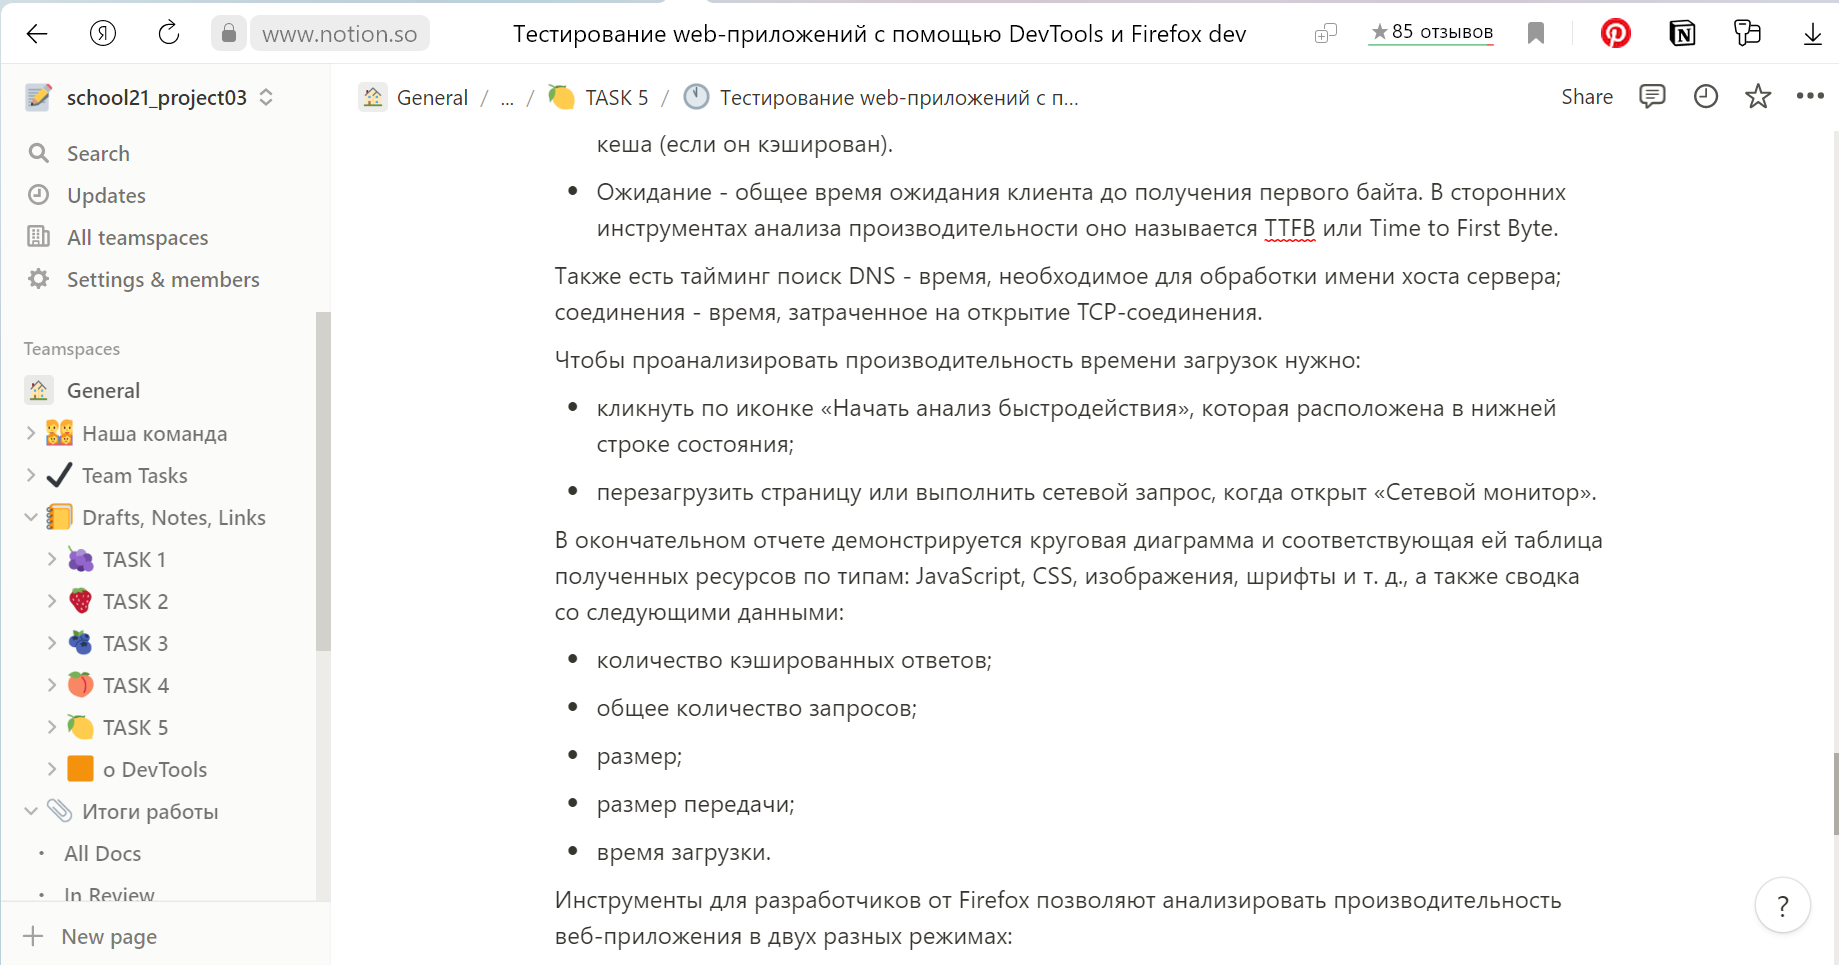 www.notion.so
Тестирование web-приложений с помощью DevTools и Firefox dev
★85 отзывов
school21_project03
General / ... / TASK 5 / Тестирование web-приложений с п...
Share
Search
Updates
All teamspaces
Settings & members
Teamspaces
General
Наша команда
Team Tasks
Drafts, Notes, Links
TASK 1
TASK 2
TASK 3
TASK 4
TASK 5
о DevTools
Итоги работы
All Docs
In Review
New page
кеша (если он кэширован).
Ожидание - общее время ожидания клиента до получения первого байта. В сторонних
инструментах анализа производительности оно называется TTFB или Time to First Byte.
Также есть тайминг поиск DNS - время, необходимое для обработки имени хоста сервера;
соединения - время, затраченное на открытие TCP-соединения.
Чтобы проанализировать производительность времени загрузок нужно:
кликнуть по иконке «Начать анализ быстродействия», которая расположена в нижней
строке состояния;
перезагрузить страницу или выполнить сетевой запрос, когда открыт «Сетевой монитор».
В окончательном отчете демонстрируется круговая диаграмма и соответствующая ей таблица
полученных ресурсов по типам: JavaScript, CSS, изображения, шрифты и т. д., а также сводка
со следующими данными:
количество кэшированных ответов;
общее количество запросов;
размер;
размер передачи;
время загрузки.
Инструменты для разработчиков от Firefox позволяют анализировать производительность
веб-приложения в двух разных режимах:
?